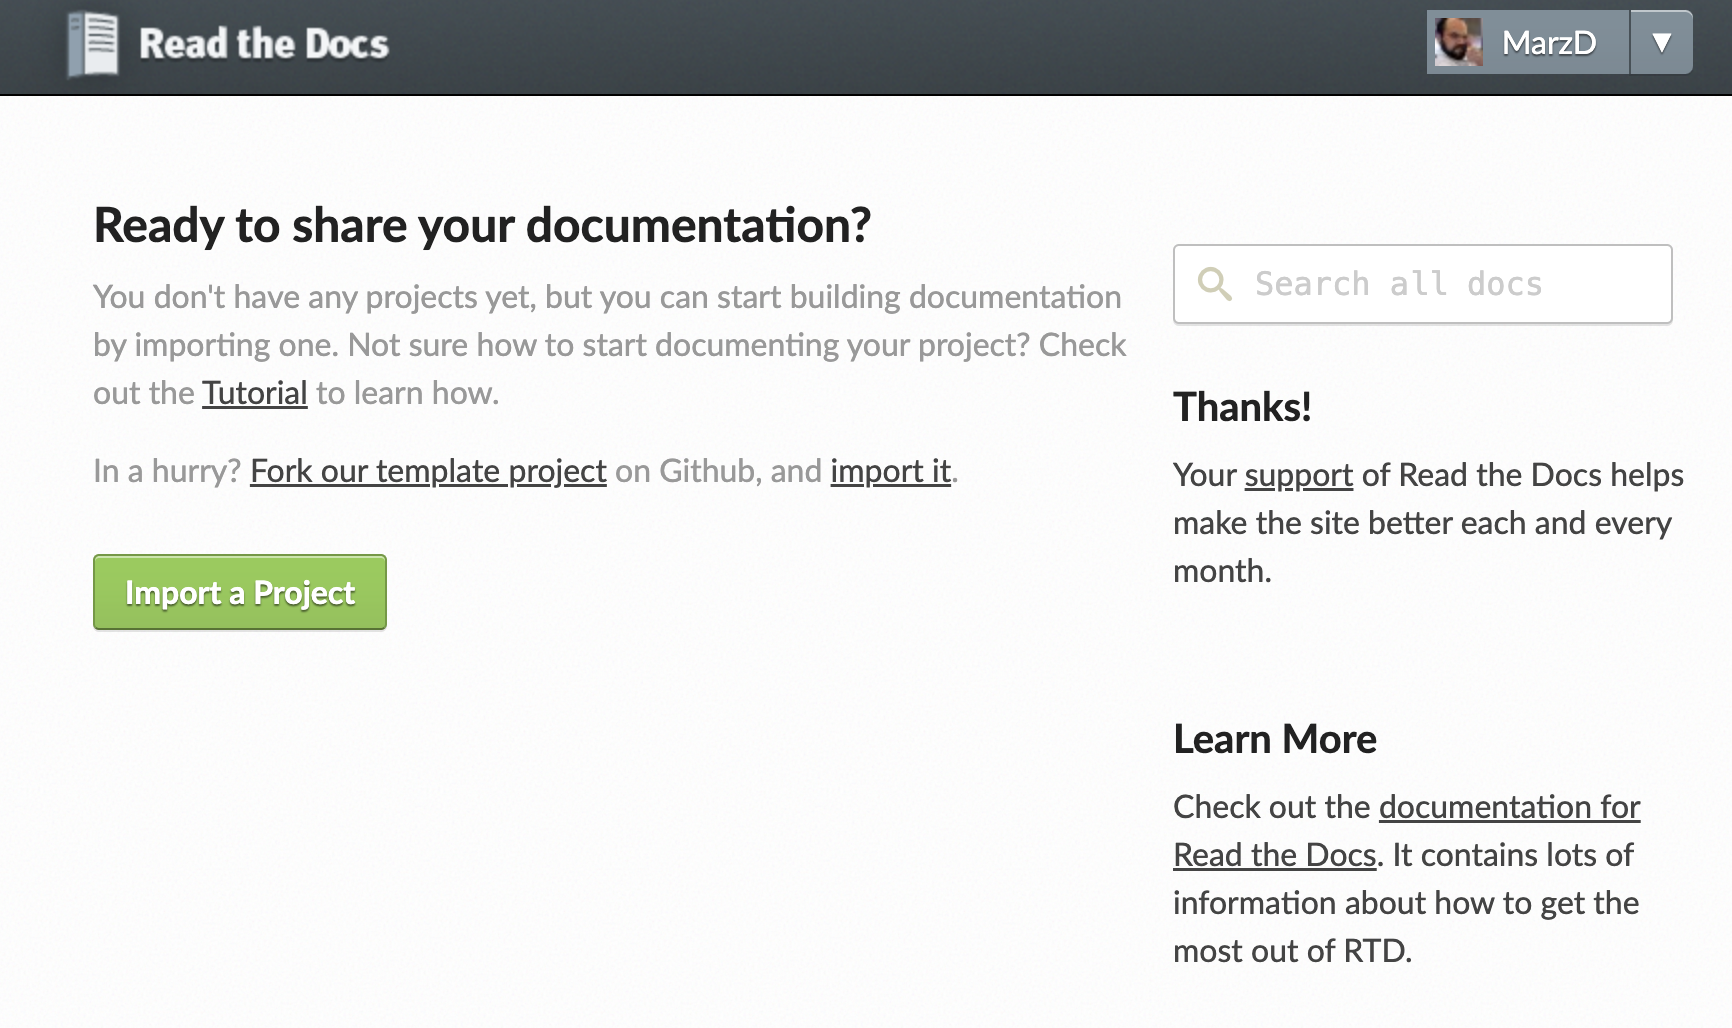 Read the Docs
MarzD
▼
Ready to share your documentation?
You don't have any projects yet, but you can start building documentation
by importing one. Not sure how to start documenting your project? Check
out the Tutorial to learn how.
In a hurry? Fork our template project on Github, and import it.
Import a Project
Search all docs
Thanks!
Your support of Read the Docs helps
make the site better each and every
month.
Learn More
Check out the documentation for
Read the Docs. It contains lots of
information about how to get the
most out of RTD.